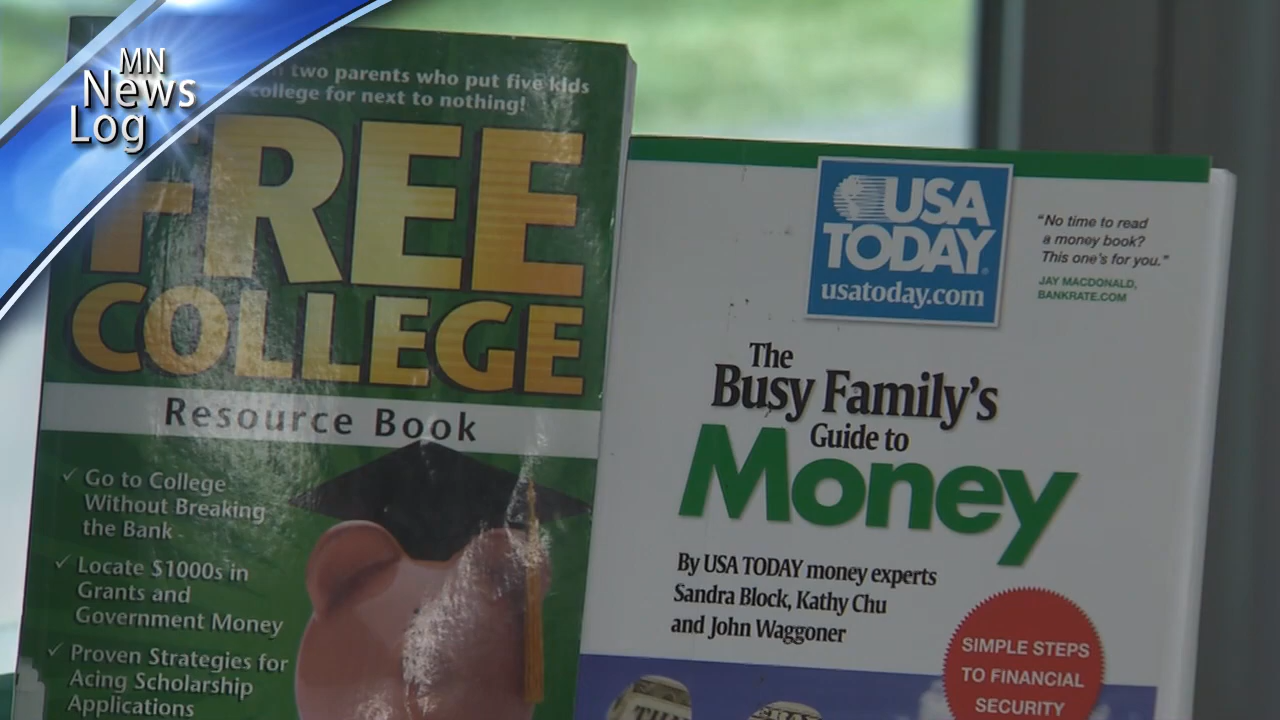 MN
News
Log
two parents who put five kids
college for next to nothing!
FREE
COLLEGE
Resource Book
✓ Go to College
Without Breaking
the Bank
✓ Locate $1000s in
Grants and
Government Money
✓ Proven Strategies for
Acing Scholarship
Applications
USA
TODAY
usatoday.com
"No time to read
a money book?
This one's for you."
JAY MACDONALD,
BANKRATE.COM
The
Busy Family's
Guide to
Money
By USA TODAY money experts
Sandra Block, Kathy Chu
and John Waggoner
SIMPLE STEPS
TO FINANCIAL
SECURITY